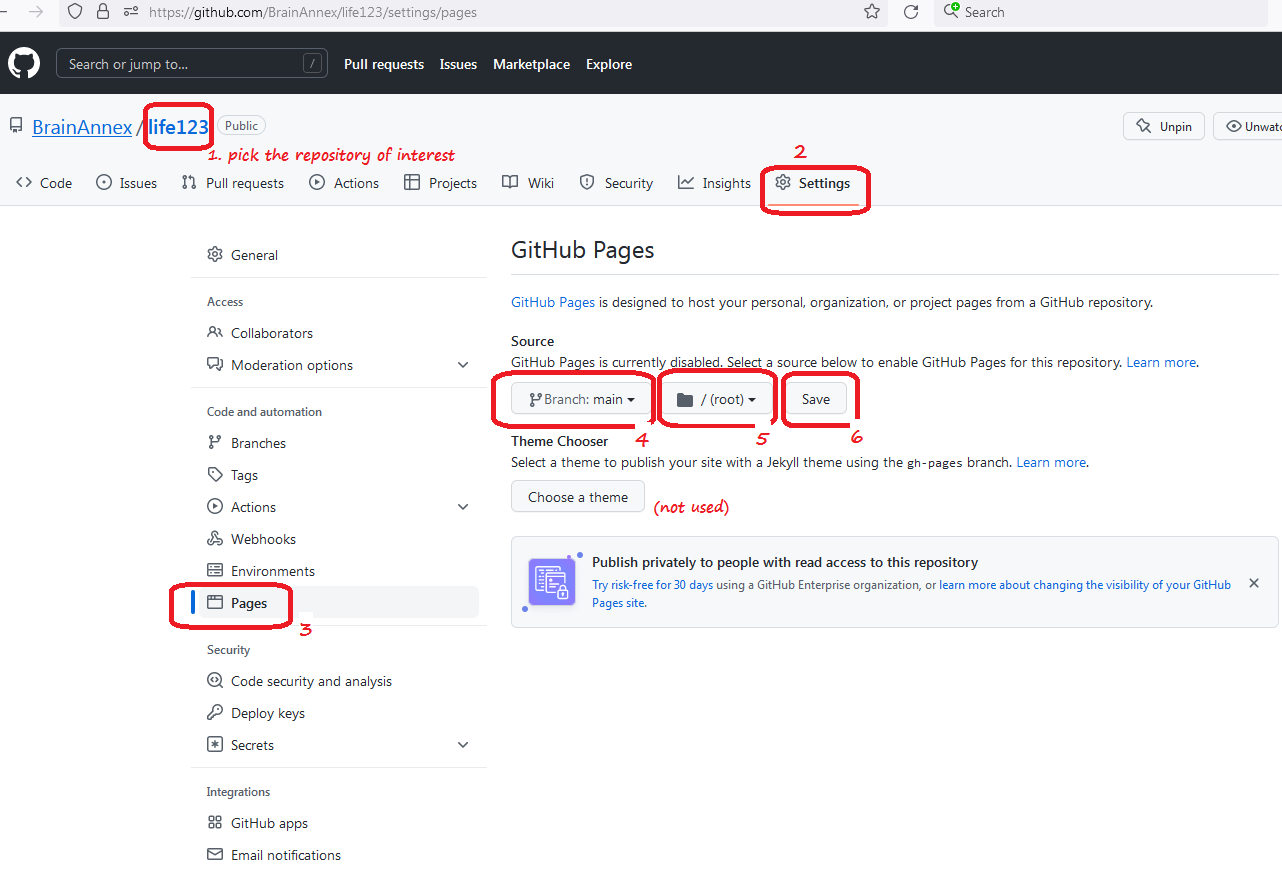 https://github.com/BrainAnnex/life123/settings/pages
Search
Search or jump to... /
Pull requests Issues Marketplace Explore
BrainAnnex / life123 Public
Unpin
Unwatc
1. pick the repository of interest
2
Code Issues Pull requests Actions Projects Wiki Security Insights Settings
General
Access
Collaborators
Moderation options
Code and automation
Branches
Tags
Actions
Webhooks
Environments
Pages
3
Security
Code security and analysis
Deploy keys
Secrets
Integrations
GitHub apps
Email notifications
GitHub Pages
GitHub Pages is designed to host your personal, organization, or project pages from a GitHub repository.
Source
GitHub Pages is currently disabled. Select a source below to enable GitHub Pages for this repository. Learn more.
Branch: main / (root) Save
4 5 6
Theme Chooser
Select a theme to publish your site with a Jekyll theme using the gh-pages branch. Learn more.
Choose a theme
(not used)
Publish privately to people with read access to this repository
Try risk-free for 30 days using a GitHub Enterprise organization, or learn more about changing the visibility of your GitHub
Pages site.